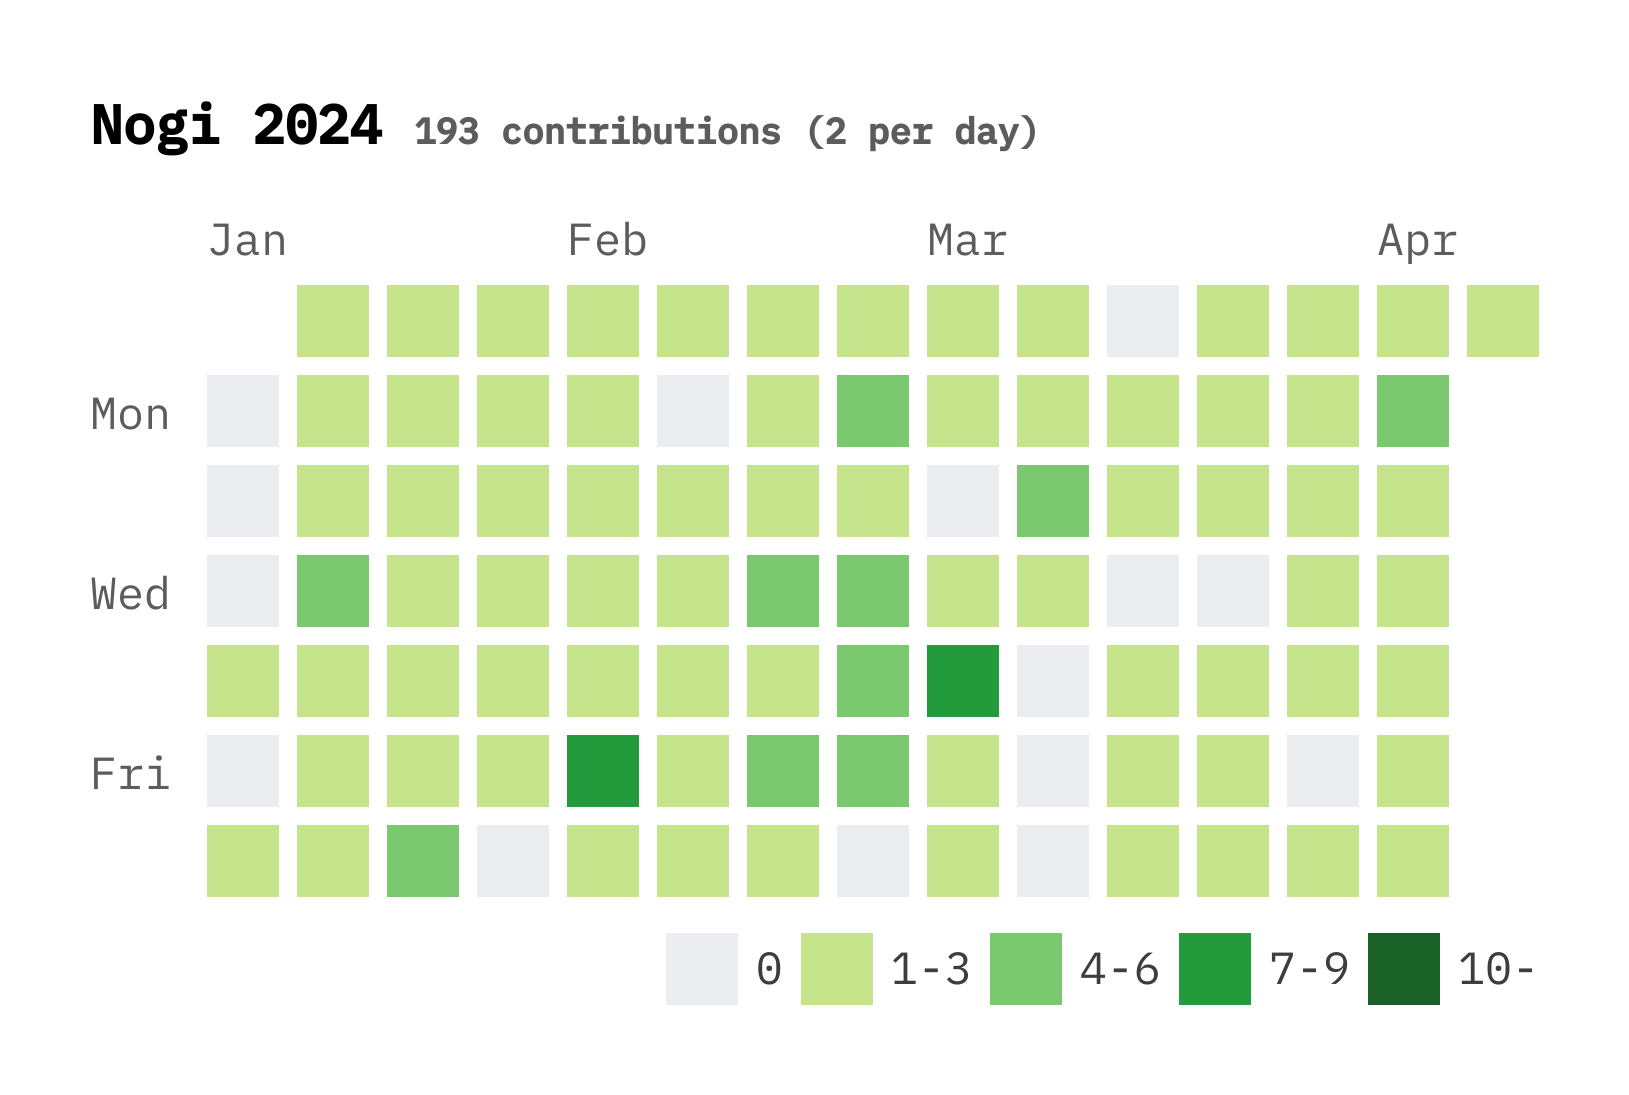 Nogi 2024 193 contributions (2 per day)
Jan Feb Mar Apr
Mon
Wed
Fri
0 1-3 4-6 7-9 10-